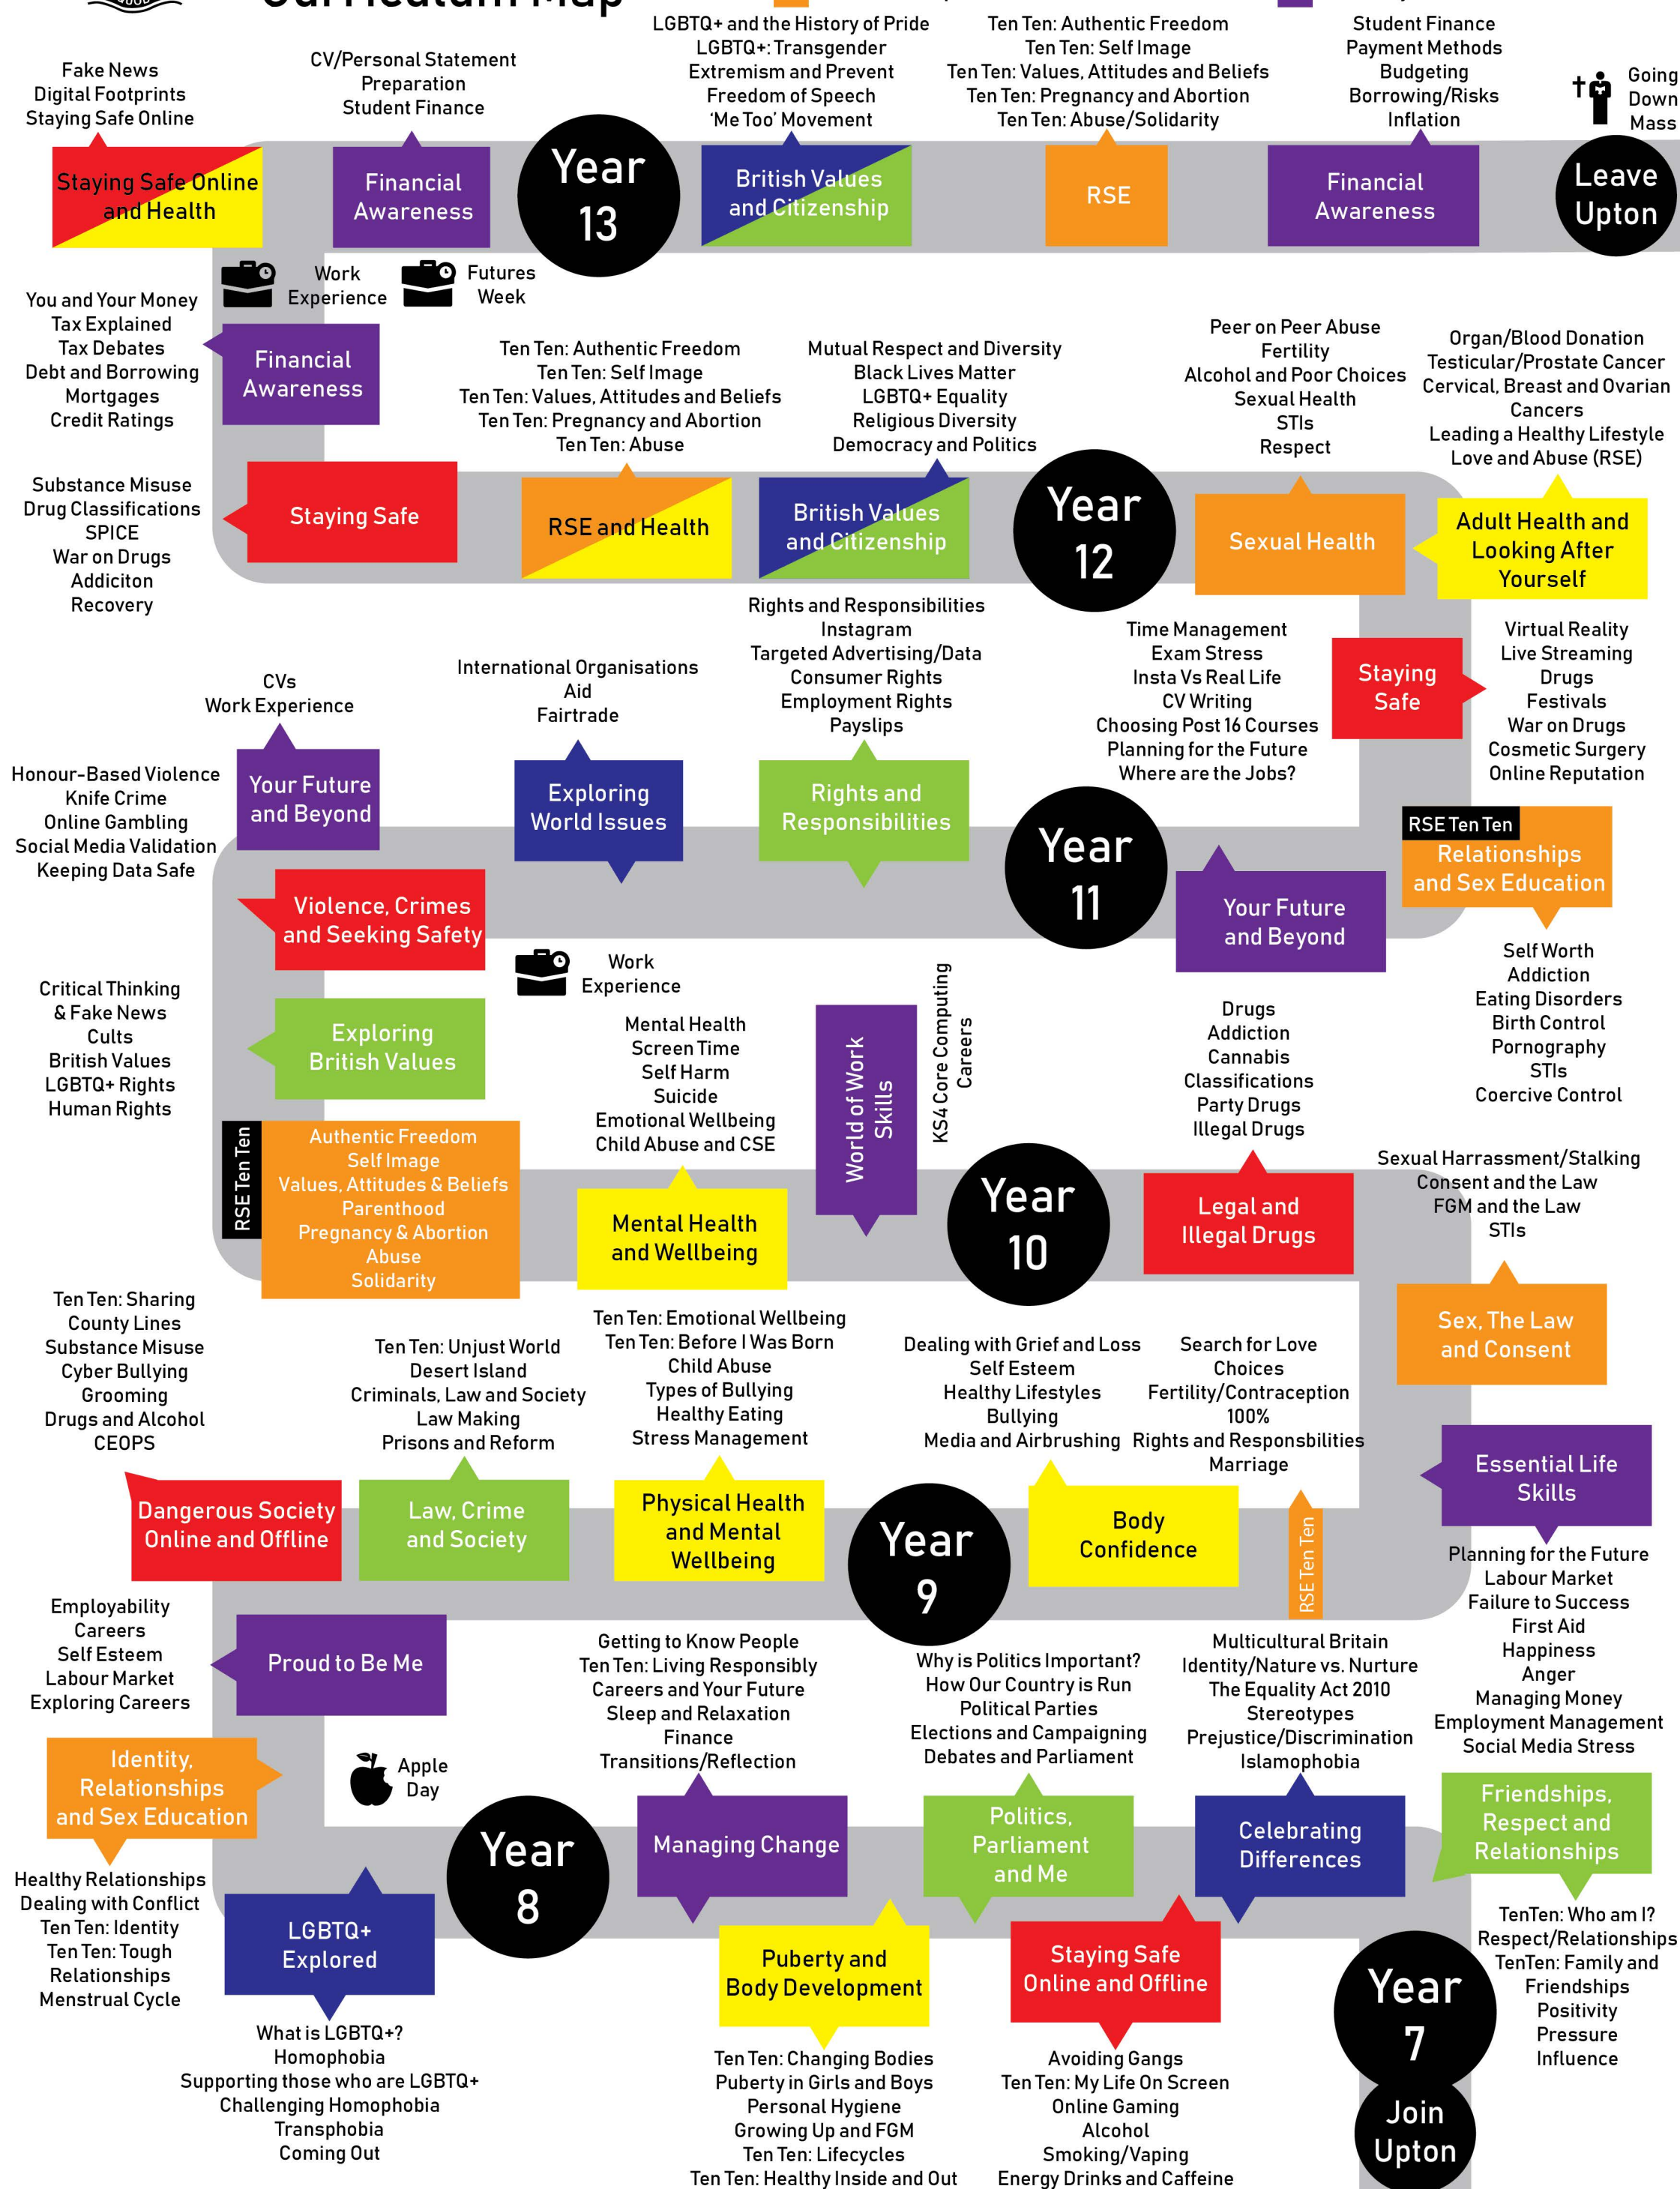 Curriculum Map
LGBTQ+ and the History of Pride
LGBTQ+: Transgender
Extremism and Prevent
Freedom of Speech
'Me Too' Movement
Ten Ten: Authentic Freedom
Ten Ten: Self Image
Ten Ten: Values, Attitudes and Beliefs
Ten Ten: Pregnancy and Abortion
Ten Ten: Abuse/Solidarity
Student Finance
Payment Methods
Budgeting
Borrowing/Risks
Inflation
Going
Down
Mass
Fake News
Digital Footprints
Staying Safe Online
CV/Personal Statement
Preparation
Student Finance
Staying Safe Online
and Health
Financial
Awareness
Year
13
British Values
and Citizenship
RSE
Financial
Awareness
Leave
Upton
Work
Experience
Futures
Week
You and Your Money
Tax Explained
Tax Debates
Debt and Borrowing
Mortgages
Credit Ratings
Financial
Awareness
Ten Ten: Authentic Freedom
Ten Ten: Self Image
Ten Ten: Values, Attitudes and Beliefs
Ten Ten: Pregnancy and Abortion
Ten Ten: Abuse
Mutual Respect and Diversity
Black Lives Matter
LGBTQ+ Equality
Religious Diversity
Democracy and Politics
Peer on Peer Abuse
Fertility
Alcohol and Poor Choices
Sexual Health
STIs
Respect
Organ/Blood Donation
Testicular/Prostate Cancer
Cervical, Breast and Ovarian
Cancers
Leading a Healthy Lifestyle
Love and Abuse (RSE)
Substance Misuse
Drug Classifications
SPICE
War on Drugs
Addiciton
Recovery
Staying Safe
RSE and Health
British Values
and Citizenship
Year
12
Sexual Health
Adult Health and
Looking After
Yourself
CVs
Work Experience
International Organisations
Aid
Fairtrade
Rights and Responsibilities
Instagram
Targeted Advertising/Data
Consumer Rights
Employment Rights
Payslips
Time Management
Exam Stress
Insta Vs Real Life
CV Writing
Choosing Post 16 Courses
Planning for the Future
Where are the Jobs?
Staying
Safe
Virtual Reality
Live Streaming
Drugs
Festivals
War on Drugs
Cosmetic Surgery
Online Reputation
Honour-Based Violence
Knife Crime
Online Gambling
Social Media Validation
Keeping Data Safe
Your Future
and Beyond
Exploring
World Issues
Rights and
Responsibilities
Year
11
Your Future
and Beyond
RSE Ten Ten
Relationships
and Sex Education
Violence, Crimes
and Seeking Safety
Self Worth
Addiction
Eating Disorders
Birth Control
Pornography
STIs
Coercive Control
Critical Thinking
& Fake News
Cults
British Values
LGBTQ+ Rights
Human Rights
Exploring
British Values
Work
Experience
Mental Health
Screen Time
Self Harm
Suicide
Emotional Wellbeing
Child Abuse and CSE
World of Work
Skills
KS4 Core Computing
Careers
Drugs
Addiction
Cannabis
Classifications
Party Drugs
Illegal Drugs
RSE Ten Ten
Authentic Freedom
Self Image
Values, Attitudes & Beliefs
Parenthood
Pregnancy & Abortion
Abuse
Solidarity
Mental Health
and Wellbeing
Year
10
Legal and
Illegal Drugs
Sexual Harrassment/Stalking
Consent and the Law
FGM and the Law
STIs
Sex, The Law
and Consent
Ten Ten: Sharing
County Lines
Substance Misuse
Cyber Bullying
Grooming
Drugs and Alcohol
CEOPS
Ten Ten: Unjust World
Desert Island
Criminals, Law and Society
Law Making
Prisons and Reform
Ten Ten: Emotional Wellbeing
Ten Ten: Before I Was Born
Child Abuse
Types of Bullying
Healthy Eating
Stress Management
Dealing with Grief and Loss
Self Esteem
Healthy Lifestyles
Bullying
Media and Airbrushing
Search for Love
Choices
Fertility/Contraception
100%
Rights and Responsbilities
Marriage
Dangerous Society
Online and Offline
Law, Crime
and Society
Physical Health
and Mental
Wellbeing
Year
9
Body
Confidence
RSE Ten Ten
Essential Life
Skills
Planning for the Future
Labour Market
Failure to Success
First Aid
Happiness
Anger
Managing Money
Employment Management
Social Media Stress
Employability
Careers
Self Esteem
Labour Market
Exploring Careers
Proud to Be Me
Getting to Know People
Ten Ten: Living Responsibly
Careers and Your Future
Sleep and Relaxation
Finance
Transitions/Reflection
Why is Politics Important?
How Our Country is Run
Political Parties
Elections and Campaigning
Debates and Parliament
Multicultural Britain
Identity/Nature vs. Nurture
The Equality Act 2010
Stereotypes
Prejustice/Discrimination
Islamophobia
Identity,
Relationships
and Sex Education
Apple
Day
Healthy Relationships
Dealing with Conflict
Ten Ten: Identity
Ten Ten: Tough
Relationships
Menstrual Cycle
LGBTQ+
Explored
Year
8
Managing Change
Politics,
Parliament
and Me
Celebrating
Differences
Friendships,
Respect and
Relationships
Puberty and
Body Development
Staying Safe
Online and Offline
Year
7
TenTen: Who am I?
Respect/Relationships
TenTen: Family and
Friendships
Positivity
Pressure
Influence
What is LGBTQ+?
Homophobia
Supporting those who are LGBTQ+
Challenging Homophobia
Transphobia
Coming Out
Ten Ten: Changing Bodies
Puberty in Girls and Boys
Personal Hygiene
Growing Up and FGM
Ten Ten: Lifecycles
Ten Ten: Healthy Inside and Out
Avoiding Gangs
Ten Ten: My Life On Screen
Online Gaming
Alcohol
Smoking/Vaping
Energy Drinks and Caffeine
Join
Upton